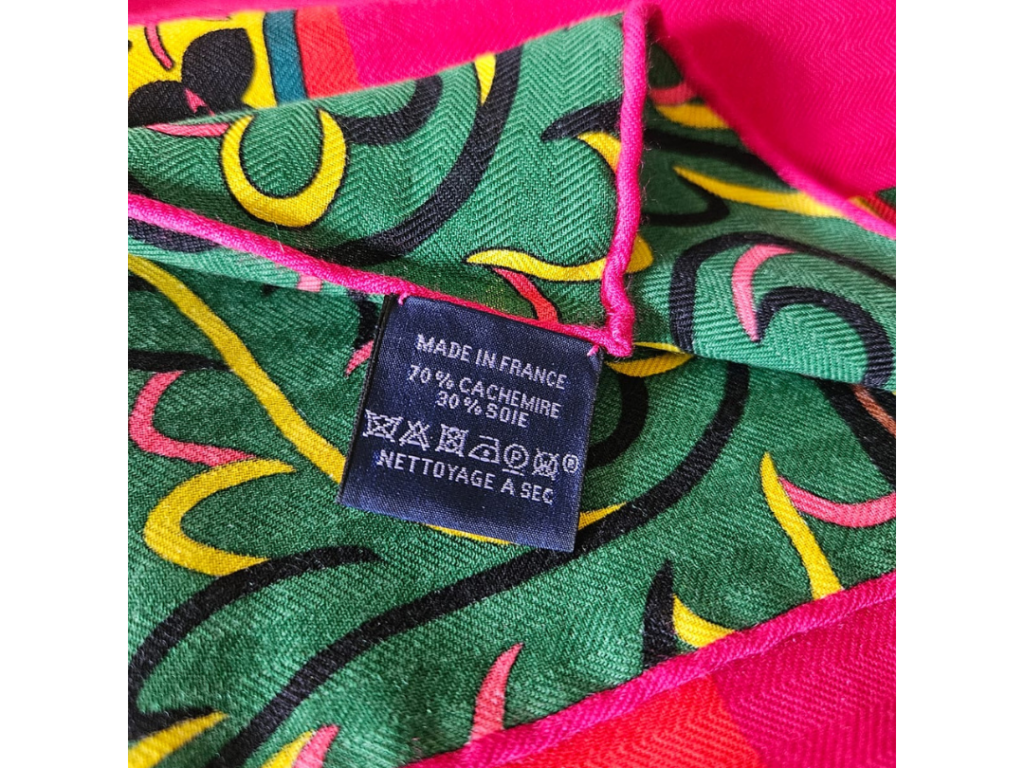 MADE IN FRANCE
70 % CACHEMIRE
30 % SOIE
P ®
NETTOYAGE A SEC